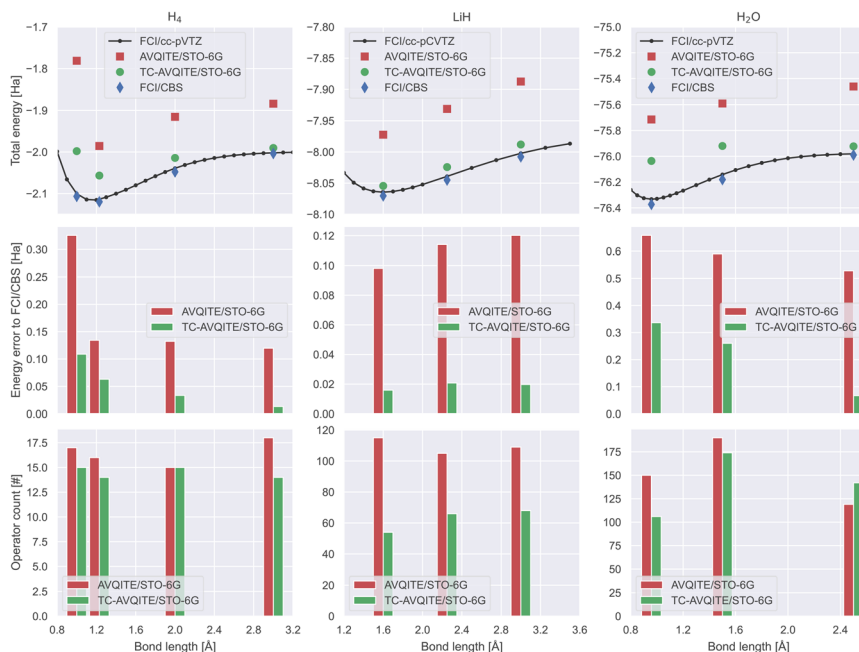 H₄
LiH
H₂O
Total energy [Ha]
−1.7
−1.8
−1.9
−2.0
−2.1
FCI/cc-pVTZ
AVQITE/STO-6G
TC-AVQITE/STO-6G
FCI/CBS
−7.80
−7.85
−7.90
−7.95
−8.00
−8.05
−8.10
FCI/cc-pCVTZ
AVQITE/STO-6G
TC-AVQITE/STO-6G
FCI/CBS
−75.0
−75.2
−75.4
−75.6
−75.8
−76.0
−76.2
−76.4
FCI/cc-pVTZ
AVQITE/STO-6G
TC-AVQITE/STO-6G
FCI/CBS
Energy error to FCI/CBS [Ha]
0.30
0.25
0.20
0.15
0.10
0.05
0.00
AVQITE/STO-6G
TC-AVQITE/STO-6G
0.12
0.10
0.08
0.06
0.04
0.02
0.00
AVQITE/STO-6G
TC-AVQITE/STO-6G
0.6
0.5
0.4
0.3
0.2
0.1
0.0
AVQITE/STO-6G
TC-AVQITE/STO-6G
Operator count [#]
17.5
15.0
12.5
10.0
7.5
5.0
2.5
0.0
AVQITE/STO-6G
TC-AVQITE/STO-6G
0.8 1.2 1.6 2.0 2.4 2.8 3.2
Bond length [Å]
120
100
80
60
40
20
0
AVQITE/STO-6G
TC-AVQITE/STO-6G
1.2 1.6 2.0 2.4 2.8 3.2 3.6
Bond length [Å]
175
150
125
100
75
50
25
0
AVQITE/STO-6G
TC-AVQITE/STO-6G
0.8 1.2 1.6 2.0 2.4
Bond length [Å]